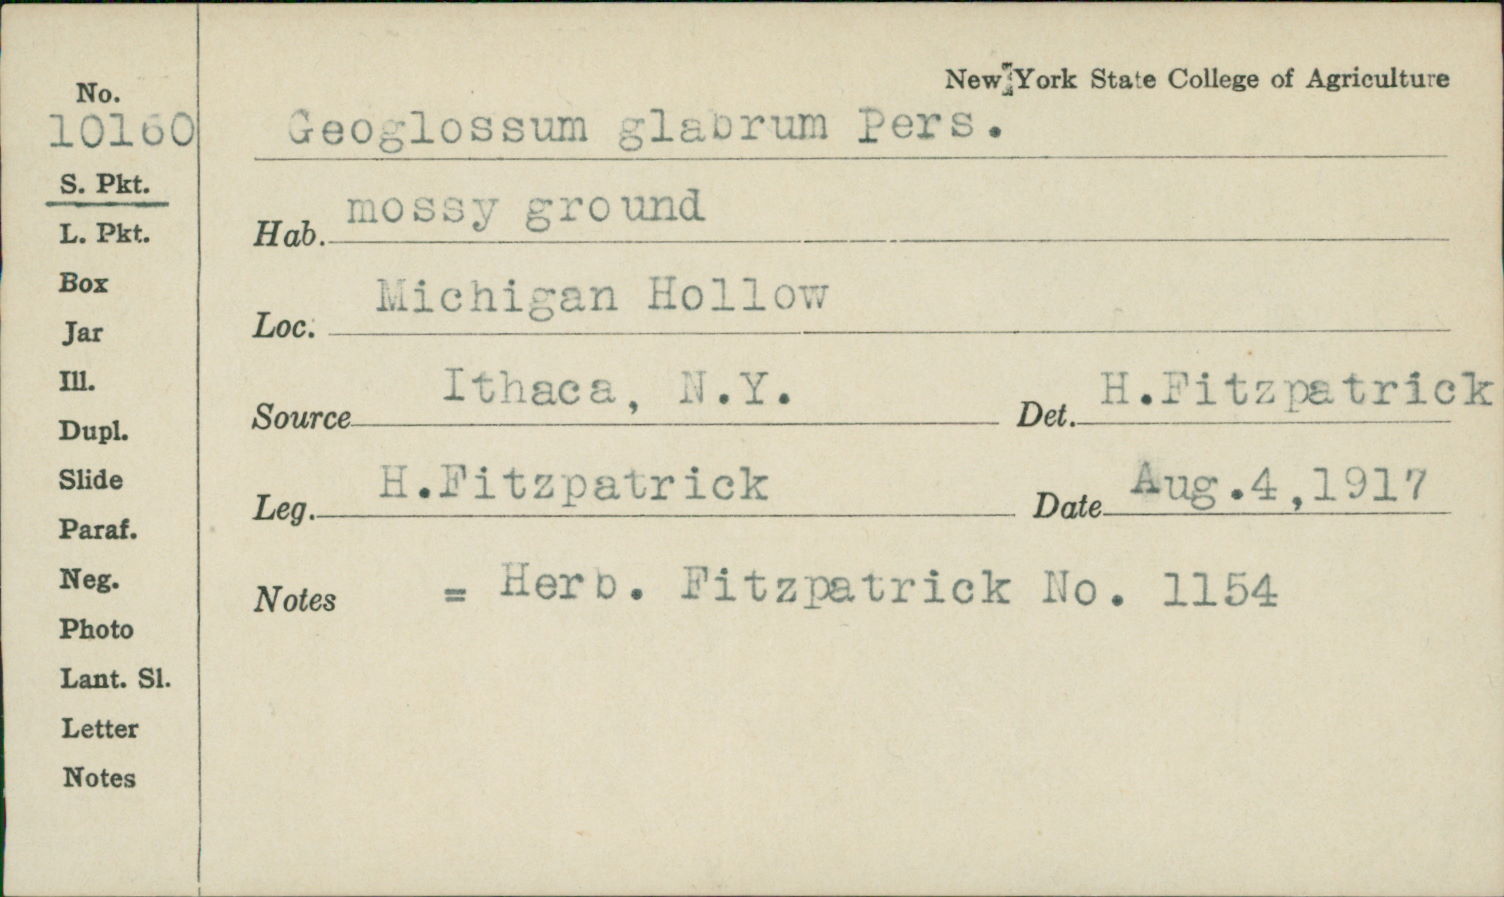 New York State College of Agriculture
No.
10160
Geoglossum glabrum Pers.
S. Pkt.
Hab. mossy ground
L. Pkt.
Box
Loc. Michigan Hollow
Jar
Ill.
Source Ithaca, N.Y. Det. H.Fitzpatrick
Dupl.
Slide
Leg. H.Fitzpatrick Date Aug.4,1917
Paraf.
Neg.
Notes = Herb. Fitzpatrick No. 1154
Photo
Lant. Sl.
Letter
Notes